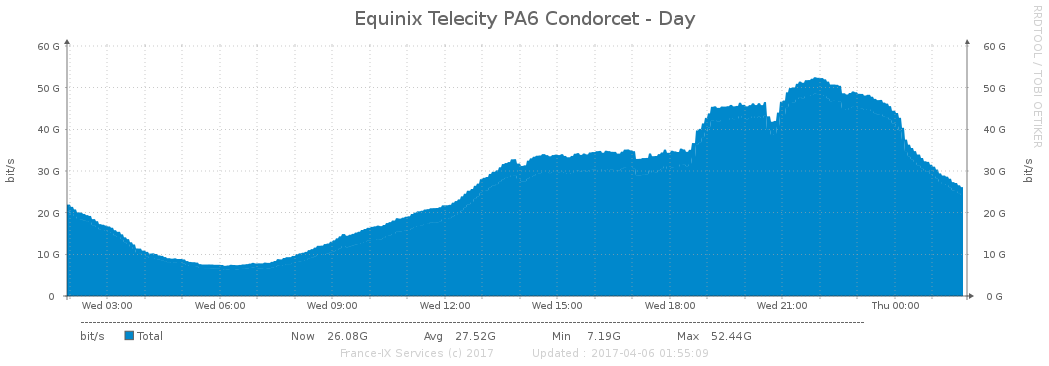 Equinix Telecity PA6 Condorcet - Day
RRDTOOL / TOBI OETIKER
60 G 60 G
50 G 50 G
40 G 40 G
30 G 30 G
20 G 20 G
10 G 10 G
0 0 G
bit/s
bit/s
Wed 03:00 Wed 06:00 Wed 09:00 Wed 12:00 Wed 15:00 Wed 18:00 Wed 21:00 Thu 00:00
bit/s Total Now 26.08G Avg 27.52G Min 7.19G Max 52.44G
France-IX Services (c) 2017 Updated : 2017-04-06 01:55:09